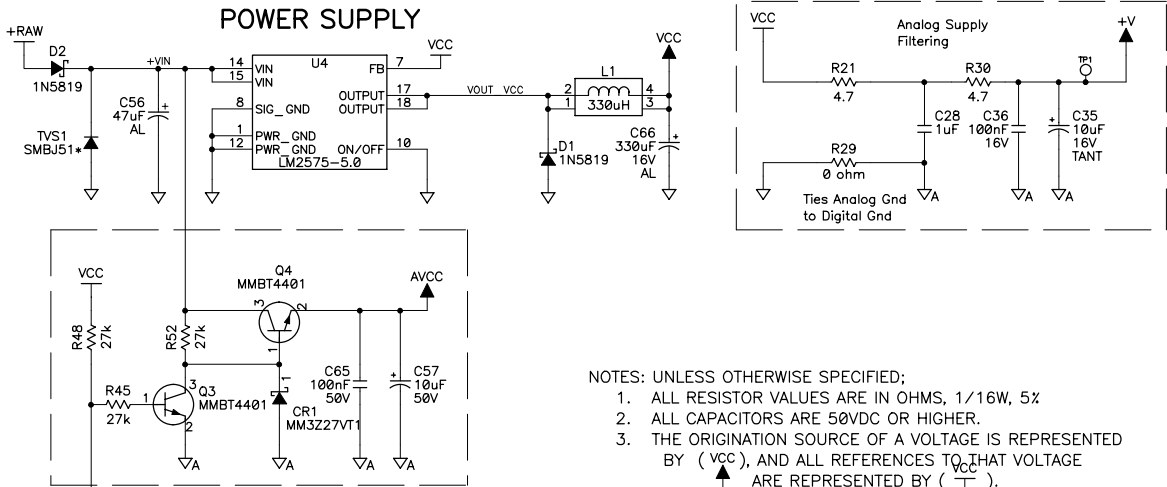 POWER SUPPLY
+RAW
D2
1N5819
TVS1
SMBJ51*
+VIN
C56
47uF
AL
14
15
8
1
12
VIN
VIN
SIG_GND
PWR_GND
PWR_GND
U4
FB
OUTPUT
OUTPUT
ON/OFF
LM2575-5.0
7
17
18
10
VCC
VOUT_VCC
2
1
L1
330uH
4
3
VCC
D1
1N5819
C66
330uF
16V
AL
VCC
Analog Supply
Filtering
+V
R21
4.7
R30
4.7
TP1
C28
1uF
C36
100nF
16V
C35
10uF
16V
TANT
R29
0 ohm
A
A
A
Ties Analog Gnd
to Digital Gnd
VCC
R48
27k
R45
27k
R52
27k
1
3
2
Q3
MMBT4401
Q4
MMBT4401
3
2
1
1
CR1
MM3Z27VT1
C65
100nF
50V
C57
10uF
50V
AVCC
A
A
A
A
NOTES: UNLESS OTHERWISE SPECIFIED;
1. ALL RESISTOR VALUES ARE IN OHMS, 1/16W, 5%
2. ALL CAPACITORS ARE 50VDC OR HIGHER.
3. THE ORIGINATION SOURCE OF A VOLTAGE IS REPRESENTED
BY ( VCC ), AND ALL REFERENCES TO THAT VOLTAGE
ARE REPRESENTED BY ( VCC ).